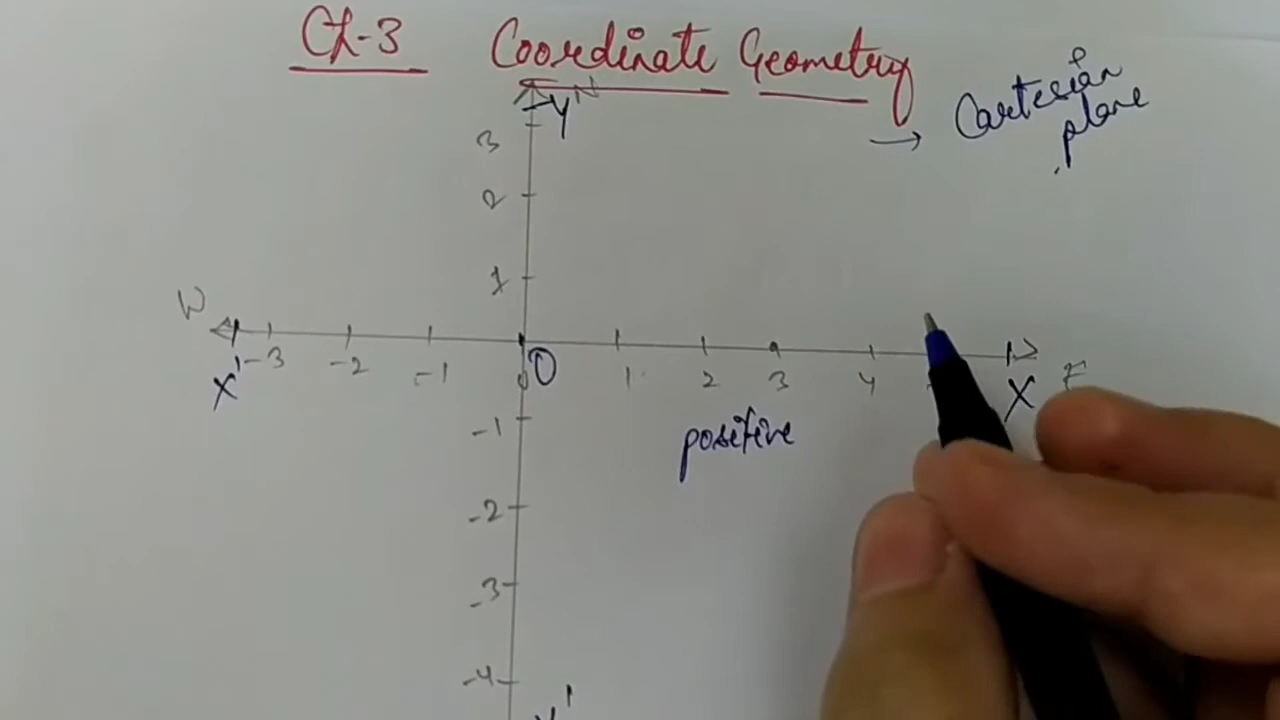 Ch-3 Coordinate Geometry
→ Cartesian
plane
N
Y
3
2
1
W
E
X' -3 -2 -1 0 O 1 2 3 4 X
positive
-1
-2
-3
-4
Y'